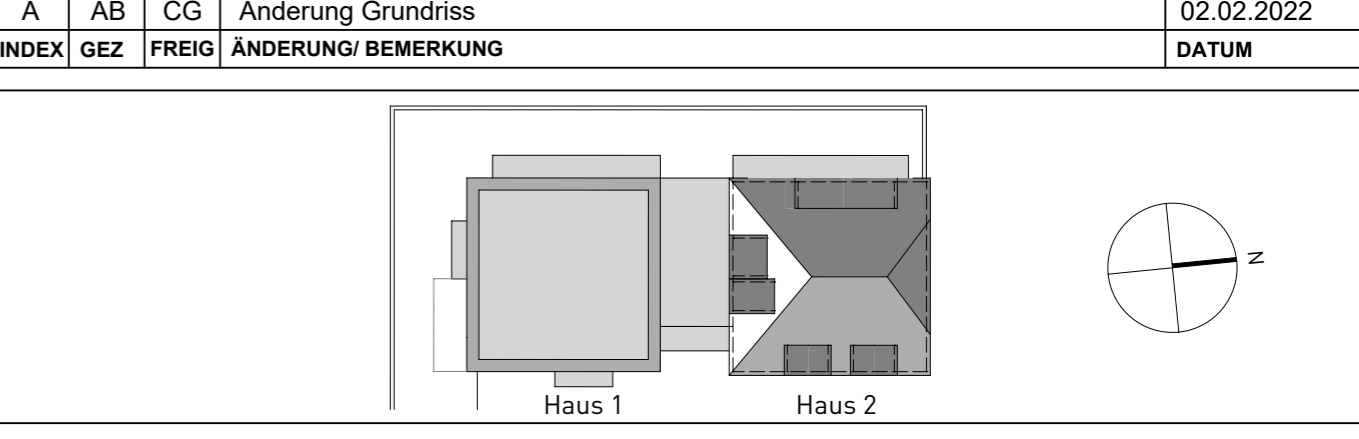 A AB CG Änderung Grundriss 02.02.2022
INDEX GEZ FREIG ÄNDERUNG/ BEMERKUNG DATUM
N
Haus 1 Haus 2